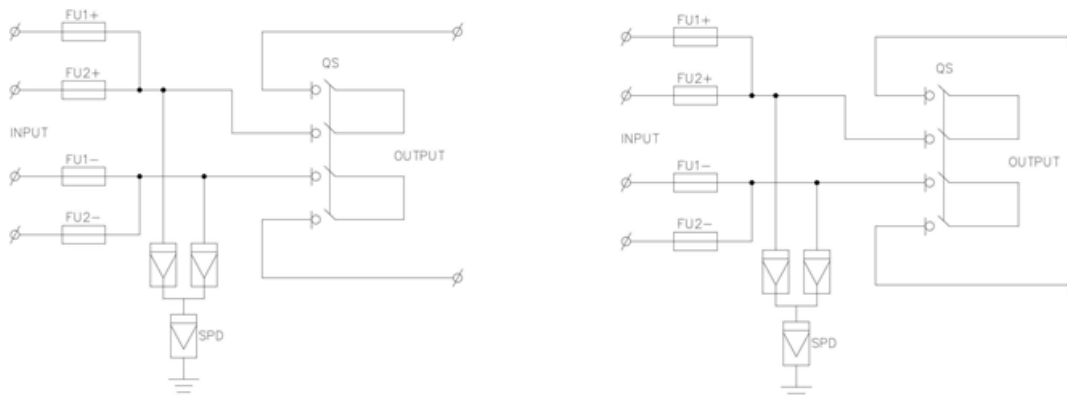 FU1+
FU2+
QS
INPUT
OUTPUT
FU1-
FU2-
SPD
FU1+
FU2+
QS
INPUT
OUTPUT
FU1-
FU2-
SPD